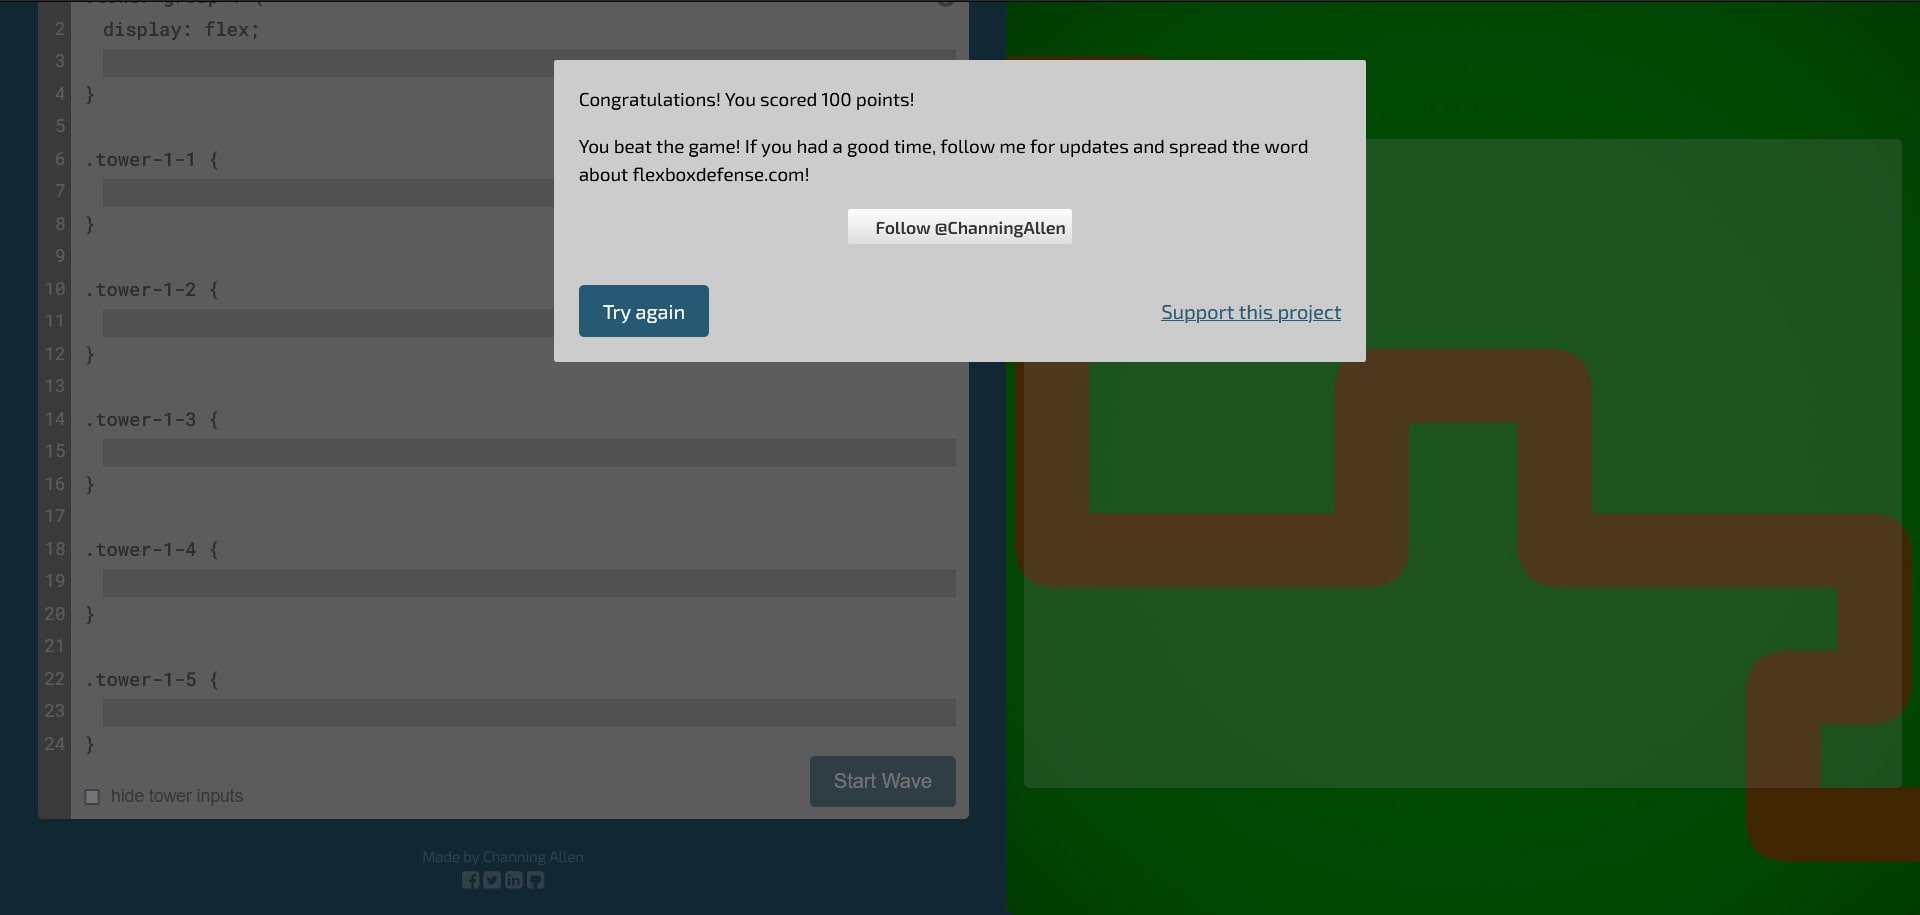 2 display: flex;
3
4 }
5
6 .tower-1-1 {
7
8 }
9
10 .tower-1-2 {
11
12 }
13
14 .tower-1-3 {
15
16 }
17
18 .tower-1-4 {
19
20 }
21
22 .tower-1-5 {
23
24 }
hide tower inputs
Start Wave
Made by Channing Allen
Congratulations! You scored 100 points!
You beat the game! If you had a good time, follow me for updates and spread the word
about flexboxdefense.com!
Follow @ChanningAllen
Try again
Support this project